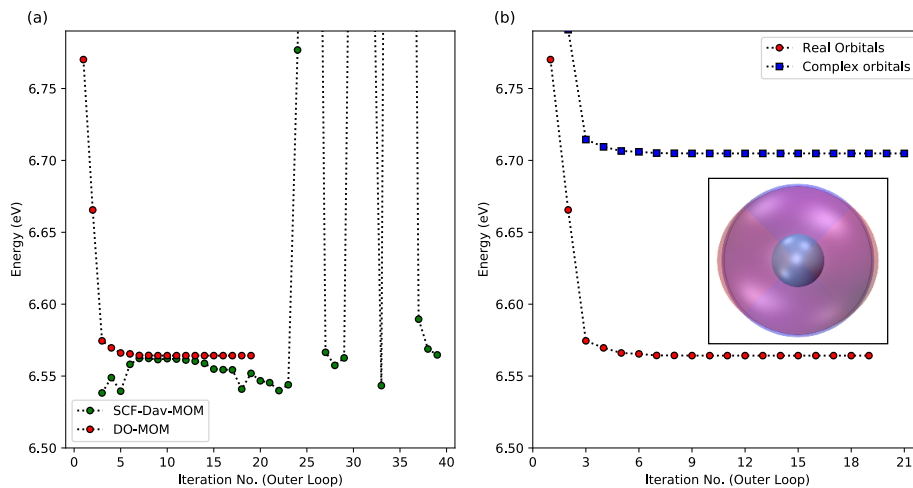 (a)
Energy (eV)
6.75
6.70
6.65
6.60
6.55
6.50
0 5 10 15 20 25 30 35 40
Iteration No. (Outer Loop)
SCF-Dav-MOM
DO-MOM
(b)
Energy (eV)
6.75
6.70
6.65
6.60
6.55
6.50
0 3 6 9 12 15 18 21
Iteration No. (Outer Loop)
Real Orbitals
Complex orbitals